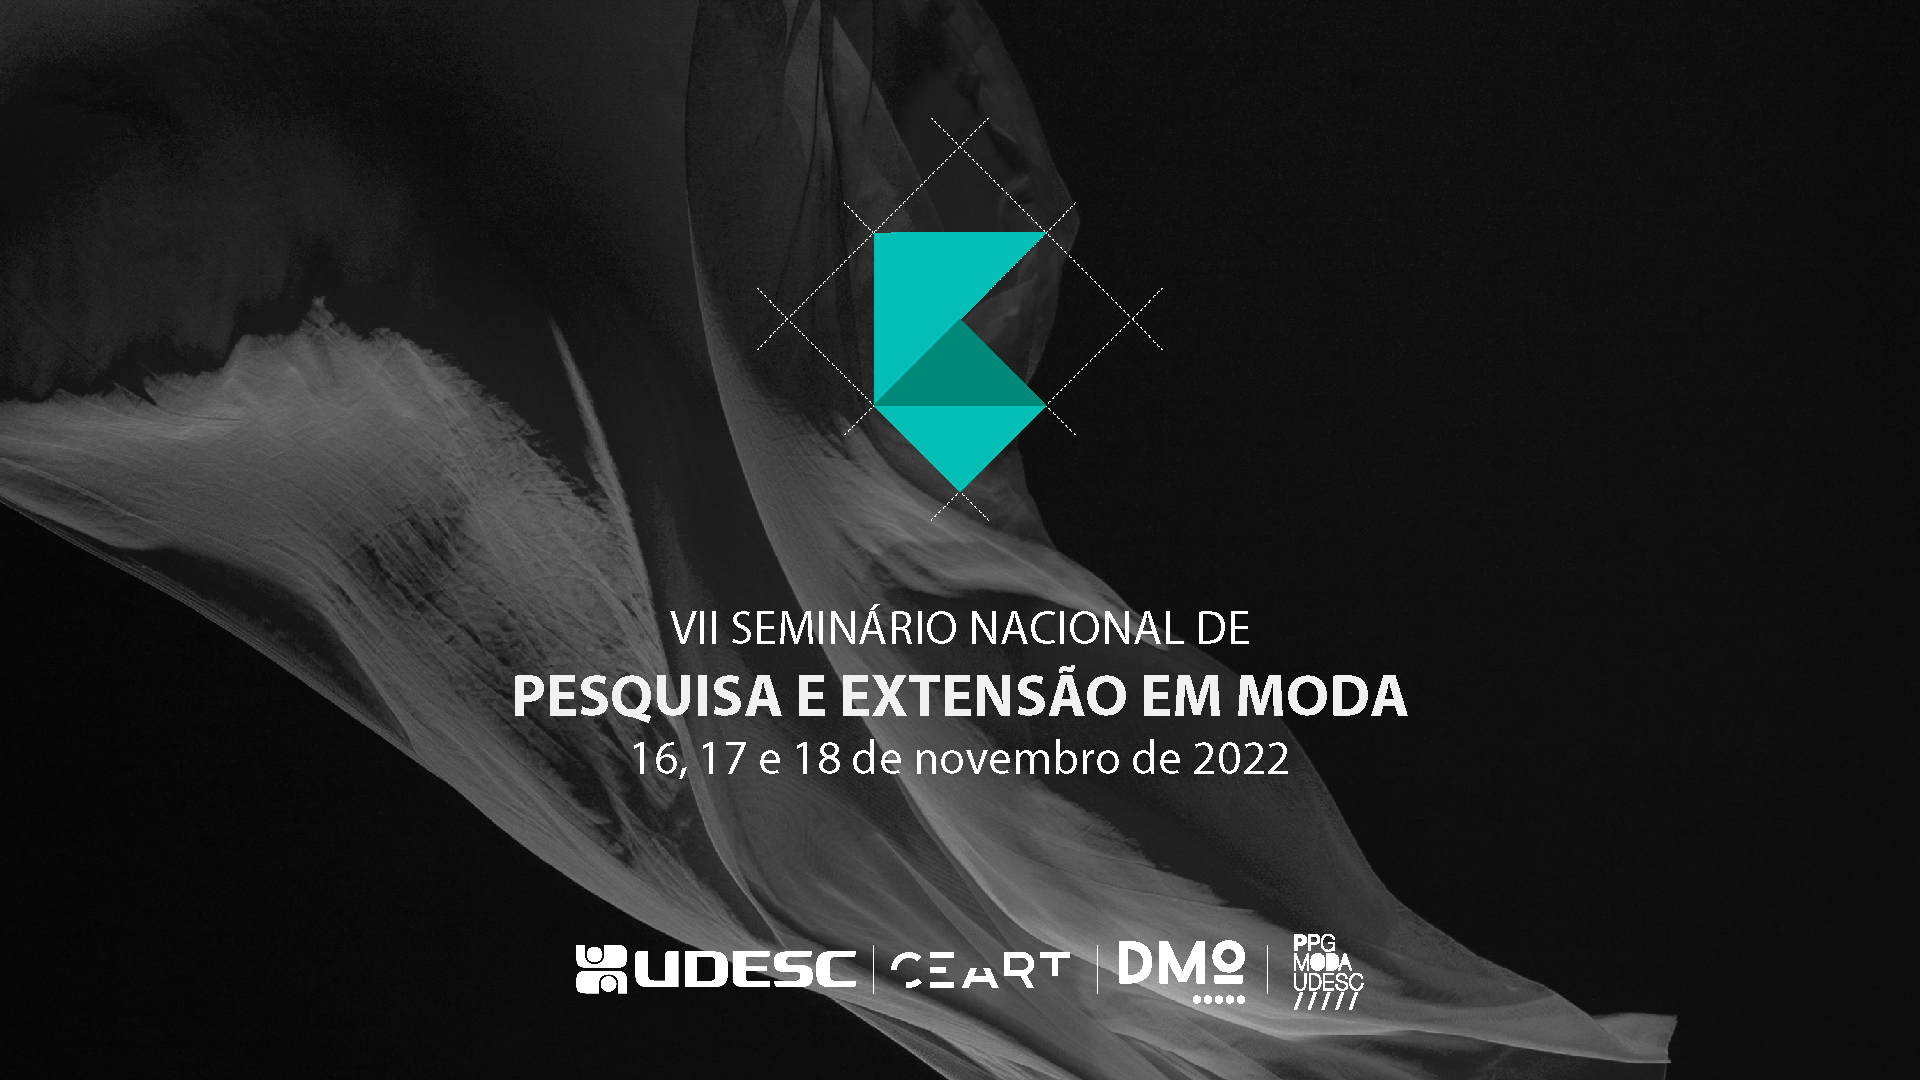 VII SEMINÁRIO NACIONAL DE
PESQUISA E EXTENSÃO EM MODA
16, 17 e 18 de novembro de 2022
UDESC
CEART
DMO
PPG
MODA
UDESC